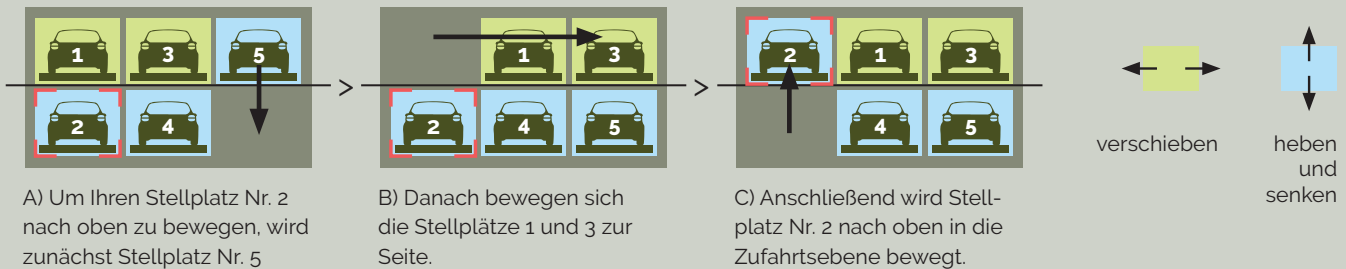 1 3 5
2 4
>
1 3
2 4 5
>
2 1 3
4 5
A) Um Ihren Stellplatz Nr. 2
nach oben zu bewegen, wird
zunächst Stellplatz Nr. 5
B) Danach bewegen sich
die Stellplätze 1 und 3 zur
Seite.
C) Anschließend wird Stell-
platz Nr. 2 nach oben in die
Zufahrtsebene bewegt.
verschieben
heben
und
senken